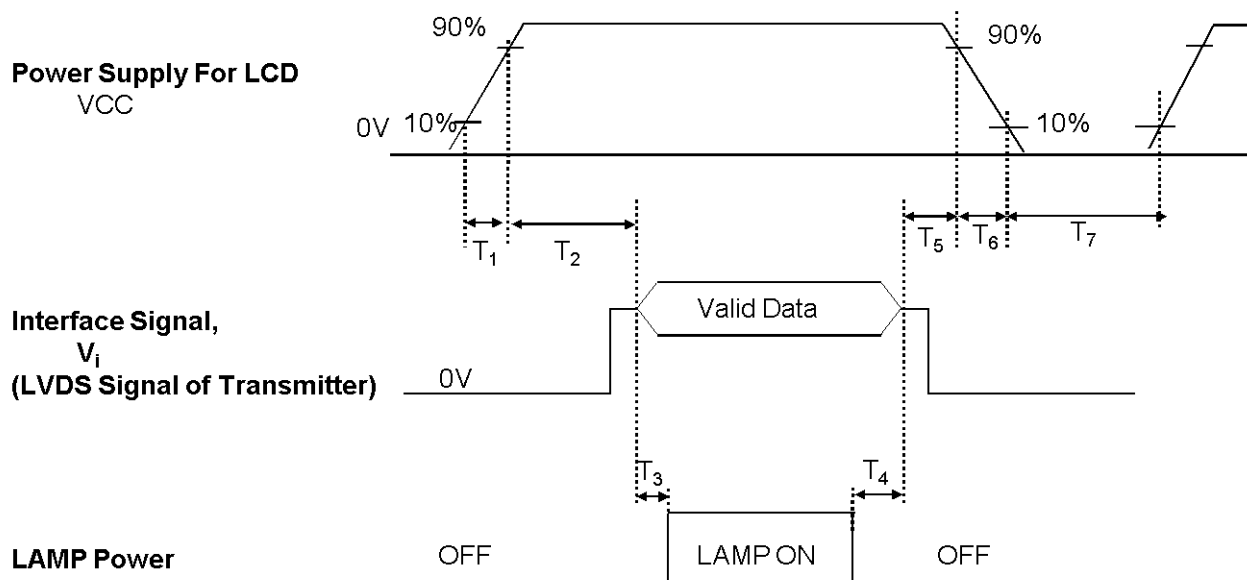 90%
90%
Power Supply For LCD
VCC
0V
10%
10%
T₁
T₂
T₅
T₆
T₇
Valid Data
Interface Signal,
Vᵢ
(LVDS Signal of Transmitter)
0V
T₃
T₄
LAMP Power
OFF
LAMP ON
OFF